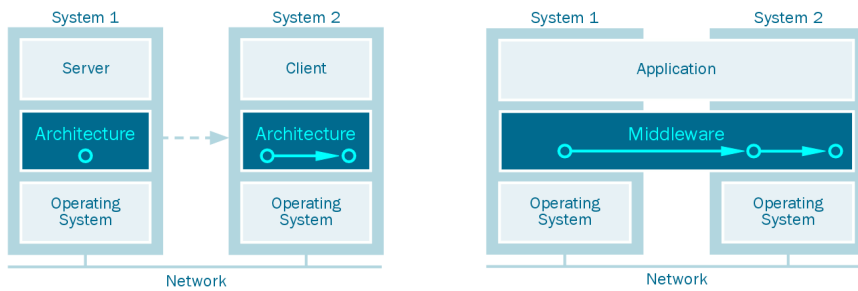 System 1
System 2
Server
Client
Architecture
Architecture
Operating
System
Operating
System
Network
System 1
System 2
Application
Middleware
Operating
System
Operating
System
Network